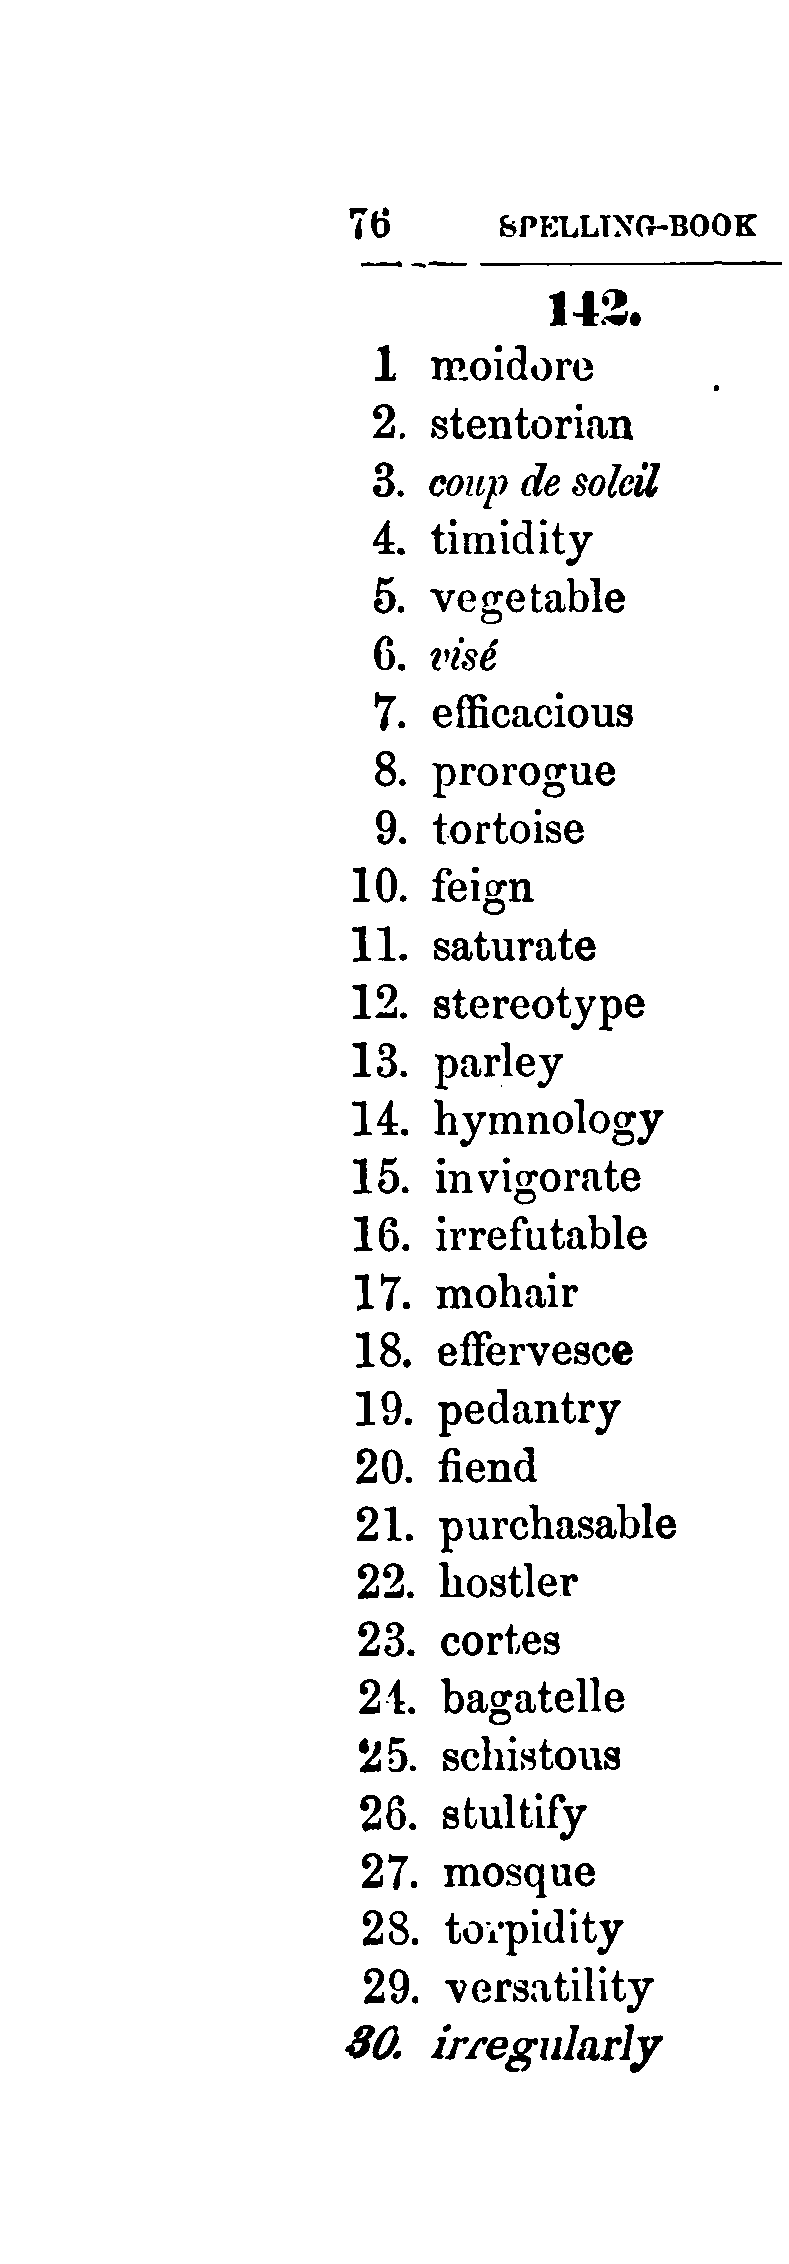 76 SPELLING-BOOK
142.
1 moidore
2. stentorian
3. coup de soleil
4. timidity
5. vegetable
6. visé
7. efficacious
8. prorogue
9. tortoise
10. feign
11. saturate
12. stereotype
13. parley
14. hymnology
15. invigorate
16. irrefutable
17. mohair
18. effervesce
19. pedantry
20. fiend
21. purchasable
22. hostler
23. cortes
24. bagatelle
25. schistous
26. stultify
27. mosque
28. torpidity
29. versatility
30. irregularly